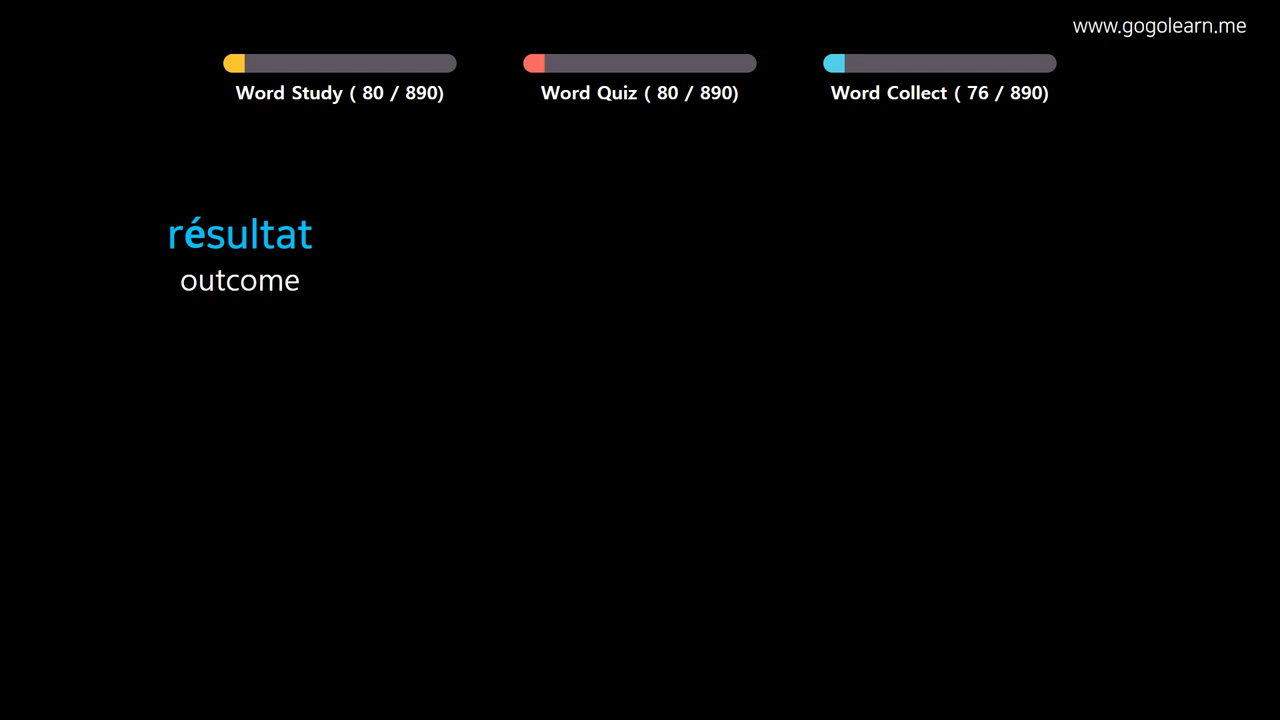 www.gogolearn.me
Word Study ( 80 / 890)
Word Quiz ( 80 / 890)
Word Collect ( 76 / 890)
résultat
outcome